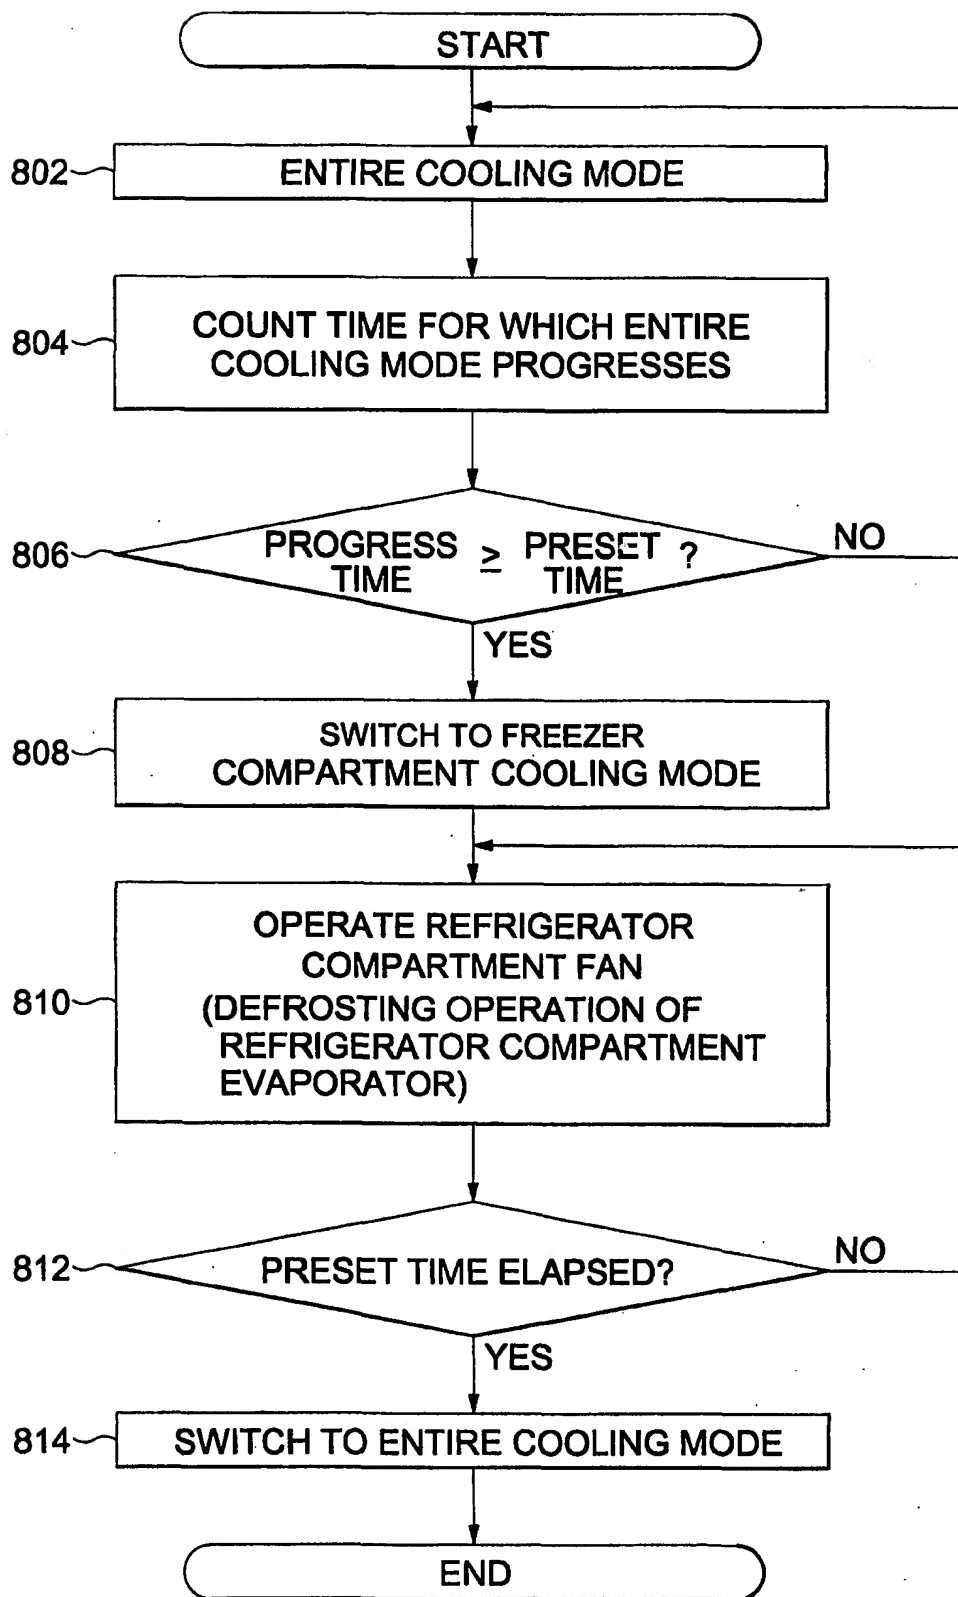 START
802
ENTIRE COOLING MODE
804
COUNT TIME FOR WHICH ENTIRE
COOLING MODE PROGRESSES
806
PROGRESS TIME ≥ PRESET TIME ?
NO
YES
808
SWITCH TO FREEZER
COMPARTMENT COOLING MODE
810
OPERATE REFRIGERATOR
COMPARTMENT FAN
(DEFROSTING OPERATION OF
REFRIGERATOR COMPARTMENT
EVAPORATOR)
812
PRESET TIME ELAPSED?
NO
YES
814
SWITCH TO ENTIRE COOLING MODE
END